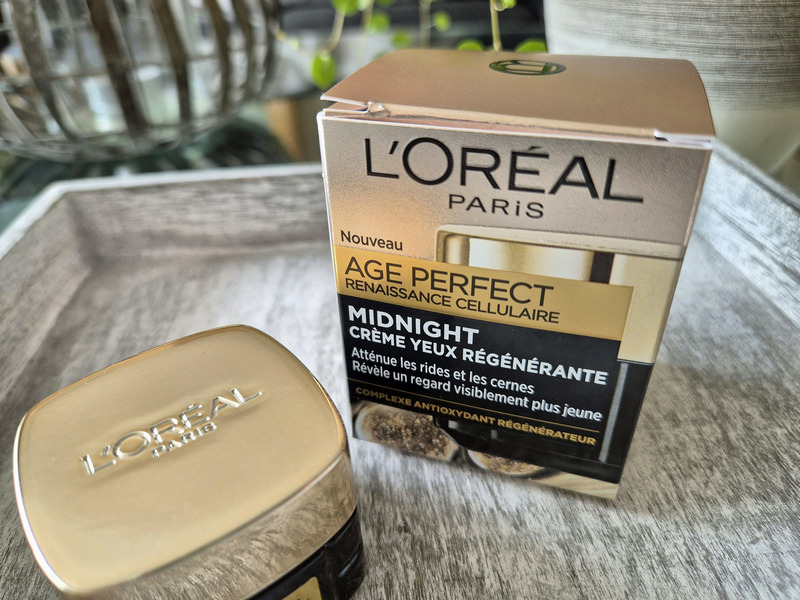 L'ORÉAL
PARiS
Nouveau
AGE PERFECT
RENAISSANCE CELLULAIRE
MIDNIGHT
CRÈME YEUX RÉGÉNÉRANTE
Atténue les rides et les cernes
Révèle un regard visiblement plus jeune
COMPLEXE ANTIOXYDANT RÉGÉNÉRATEUR
L'ORÉAL
PARIS